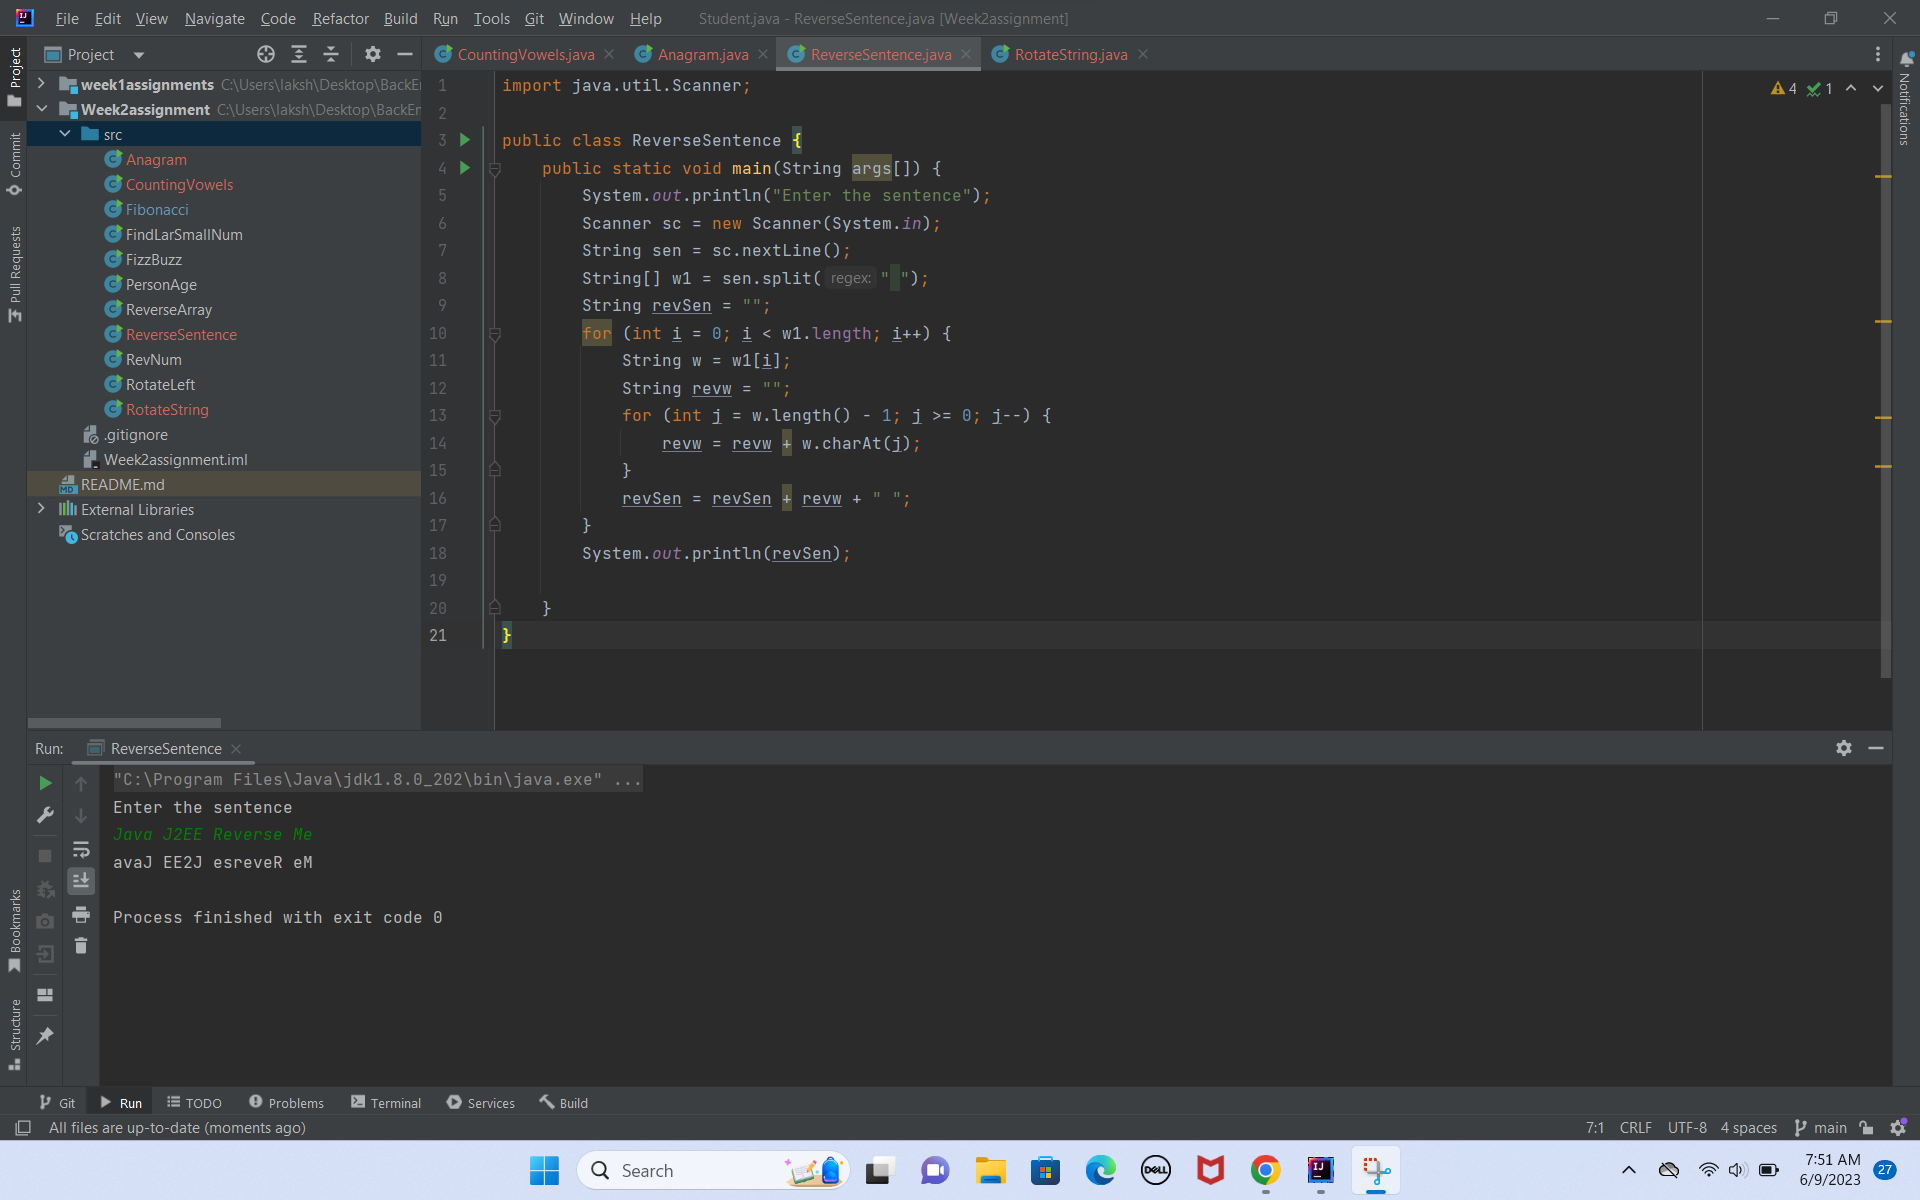 File Edit View Navigate Code Refactor Build Run Tools Git Window Help Student.java - ReverseSentence.java [Week2assignment]
Project
CountingVowels.java Anagram.java ReverseSentence.java RotateString.java
Project
Commit
Pull Requests
Bookmarks
Structure
Notifications
week1assignments C:\Users\laksh\Desktop\BackEn
Week2assignment C:\Users\laksh\Desktop\BackEn
src
Anagram
CountingVowels
Fibonacci
FindLarSmallNum
FizzBuzz
PersonAge
ReverseArray
ReverseSentence
RevNum
RotateLeft
RotateString
.gitignore
Week2assignment.iml
README.md
External Libraries
Scratches and Consoles
4 1
1 import java.util.Scanner;
2
3 public class ReverseSentence {
4 public static void main(String args[]) {
5 System.out.println("Enter the sentence");
6 Scanner sc = new Scanner(System.in);
7 String sen = sc.nextLine();
8 String[] w1 = sen.split( regex: " ");
9 String revSen = "";
10 for (int i = 0; i < w1.length; i++) {
11 String w = w1[i];
12 String revw = "";
13 for (int j = w.length() - 1; j >= 0; j--) {
14 revw = revw + w.charAt(j);
15 }
16 revSen = revSen + revw + " ";
17 }
18 System.out.println(revSen);
19
20 }
21 }
Run: ReverseSentence
"C:\Program Files\Java\jdk1.8.0_202\bin\java.exe" ...
Enter the sentence
Java J2EE Reverse Me
avaJ EE2J esreveR eM
Process finished with exit code 0
Git Run TODO Problems Terminal Services Build
All files are up-to-date (moments ago) 7:1 CRLF UTF-8 4 spaces main
Search
DELL
IJ
7:51 AM
6/9/2023
27